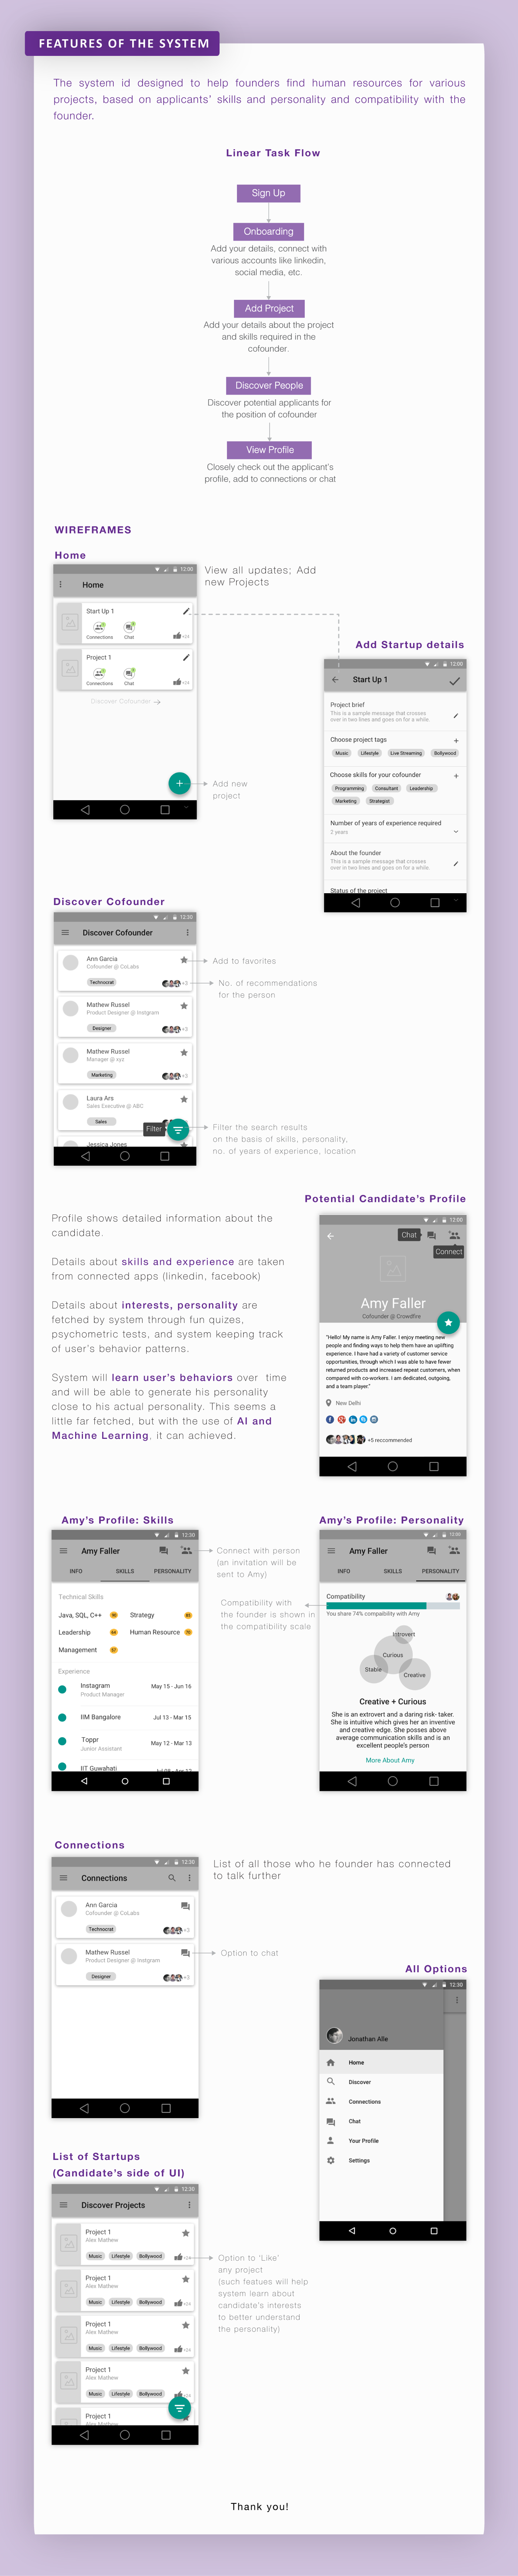 FEATURES OF THE SYSTEM
The system id designed to help founders find human resources for various
projects, based on applicants' skills and personality and compatibility with the
founder.
Linear Task Flow
Sign Up
Onboarding
Add your details, connect with
various accounts like linkedin,
social media, etc.
Add Project
Add your details about the project
and skills required in the
cofounder.
Discover People
Discover potential applicants for
the position of cofounder
View Profile
Closely check out the applicant's
profile, add to connections or chat
WIREFRAMES
Home
12:00
Home
Start Up 1
Connections Chat +24
Project 1
Connections Chat +24
Discover Cofounder
View all updates; Add
new Projects
Add new
project
Add Startup details
12:00
Start Up 1
Project brief
This is a sample message that crosses
over in two lines and goes on for a while.
Choose project tags +
Music Lifestyle Live Streaming Bollywood
Choose skills for your cofounder +
Programming Consultant Leadership
Marketing Strategist
Number of years of experience required
2 years
About the founder
This is a sample message that crosses
over in two lines and goes on for a while.
Status of the project
Discover Cofounder
12:30
Discover Cofounder
Ann Garcia
Cofounder @ CoLabs
Technocrat +3
Mathew Russel
Product Designer @ Instgram
Designer +3
Mathew Russel
Manager @ xyz
Marketing +3
Laura Ars
Sales Executive @ ABC
Sales
Filter
Jessica Jones
Add to favorites
No. of recommendations
for the person
Filter the search results
on the basis of skills, personality,
no. of years of experience, location
Potential Candidate's Profile
Profile shows detailed information about the
candidate.
Details about skills and experience are taken
from connected apps (linkedin, facebook)
Details about interests, personality are
fetched by system through fun quizes,
psychometric tests, and system keeping track
of user's behavior patterns.
System will learn user's behaviors over time
and will be able to generate his personality
close to his actual personality. This seems a
little far fetched, but with the use of AI and
Machine Learning. it can achieved.
12:00
Chat
Connect
Amy Faller
Cofounder @ Crowdfire
"Hello! My name is Amy Faller. I enjoy meeting new
people and finding ways to help them have an uplifting
experience. I have had a variety of customer service
opportunities, through which I was able to have fewer
returned products and increased repeat customers, when
compared with co-workers. I am dedicated, outgoing,
and a team player."
New Delhi
+5 reccommended
Amy's Profile: Skills
12:30
Amy Faller
INFO SKILLS PERSONALITY
Technical Skills
Java, SQL, C++ Strategy
Leadership Human Resource
Management
Experience
Instagram May 15 - Jun 16
Product Manager
IIM Bangalore Jul 13 - Mar 15
Toppr May 12 - Mar 13
Junior Assistant
IIT Guwahati
Connect with person
(an invitation will be
sent to Amy)
Compatibility with
the founder is shown in
the compatibility scale
Amy's Profile: Personality
12:30
Amy Faller
INFO SKILLS PERSONALITY
Compatibility
You share 74% compaibility with Amy
Introvert
Curious
Stable
Creative
Creative + Curious
She is an extrovert and a daring risk- taker.
She is intuitive which gives her an inventive
and creative edge. She posses above
average communication skills and is an
excellent people's person
More About Amy
Connections
12:30
Connections
Ann Garcia
Cofounder @ CoLabs
Technocrat +3
Mathew Russel
Product Designer @ Instgram
Designer +3
List of all those who he founder has connected
to talk further
Option to chat
All Options
12:30
Jonathan Alle
Home
Discover
Connections
Chat
Your Profile
Settings
List of Startups
(Candidate's side of UI)
12:30
Discover Projects
Project 1
Alex Mathew
Music Lifestyle Bollywood +24
Project 1
Alex Mathew
Music Lifestyle Bollywood +24
Project 1
Alex Mathew
Music Lifestyle Bollywood +24
Project 1
Alex Mathew
Music Lifestyle Bollywood +24
Project 1
Alex Mathew
Option to 'Like'
any project
(such featues will help
system learn about
candidate's interests
to better understand
the personality)
Thank you!